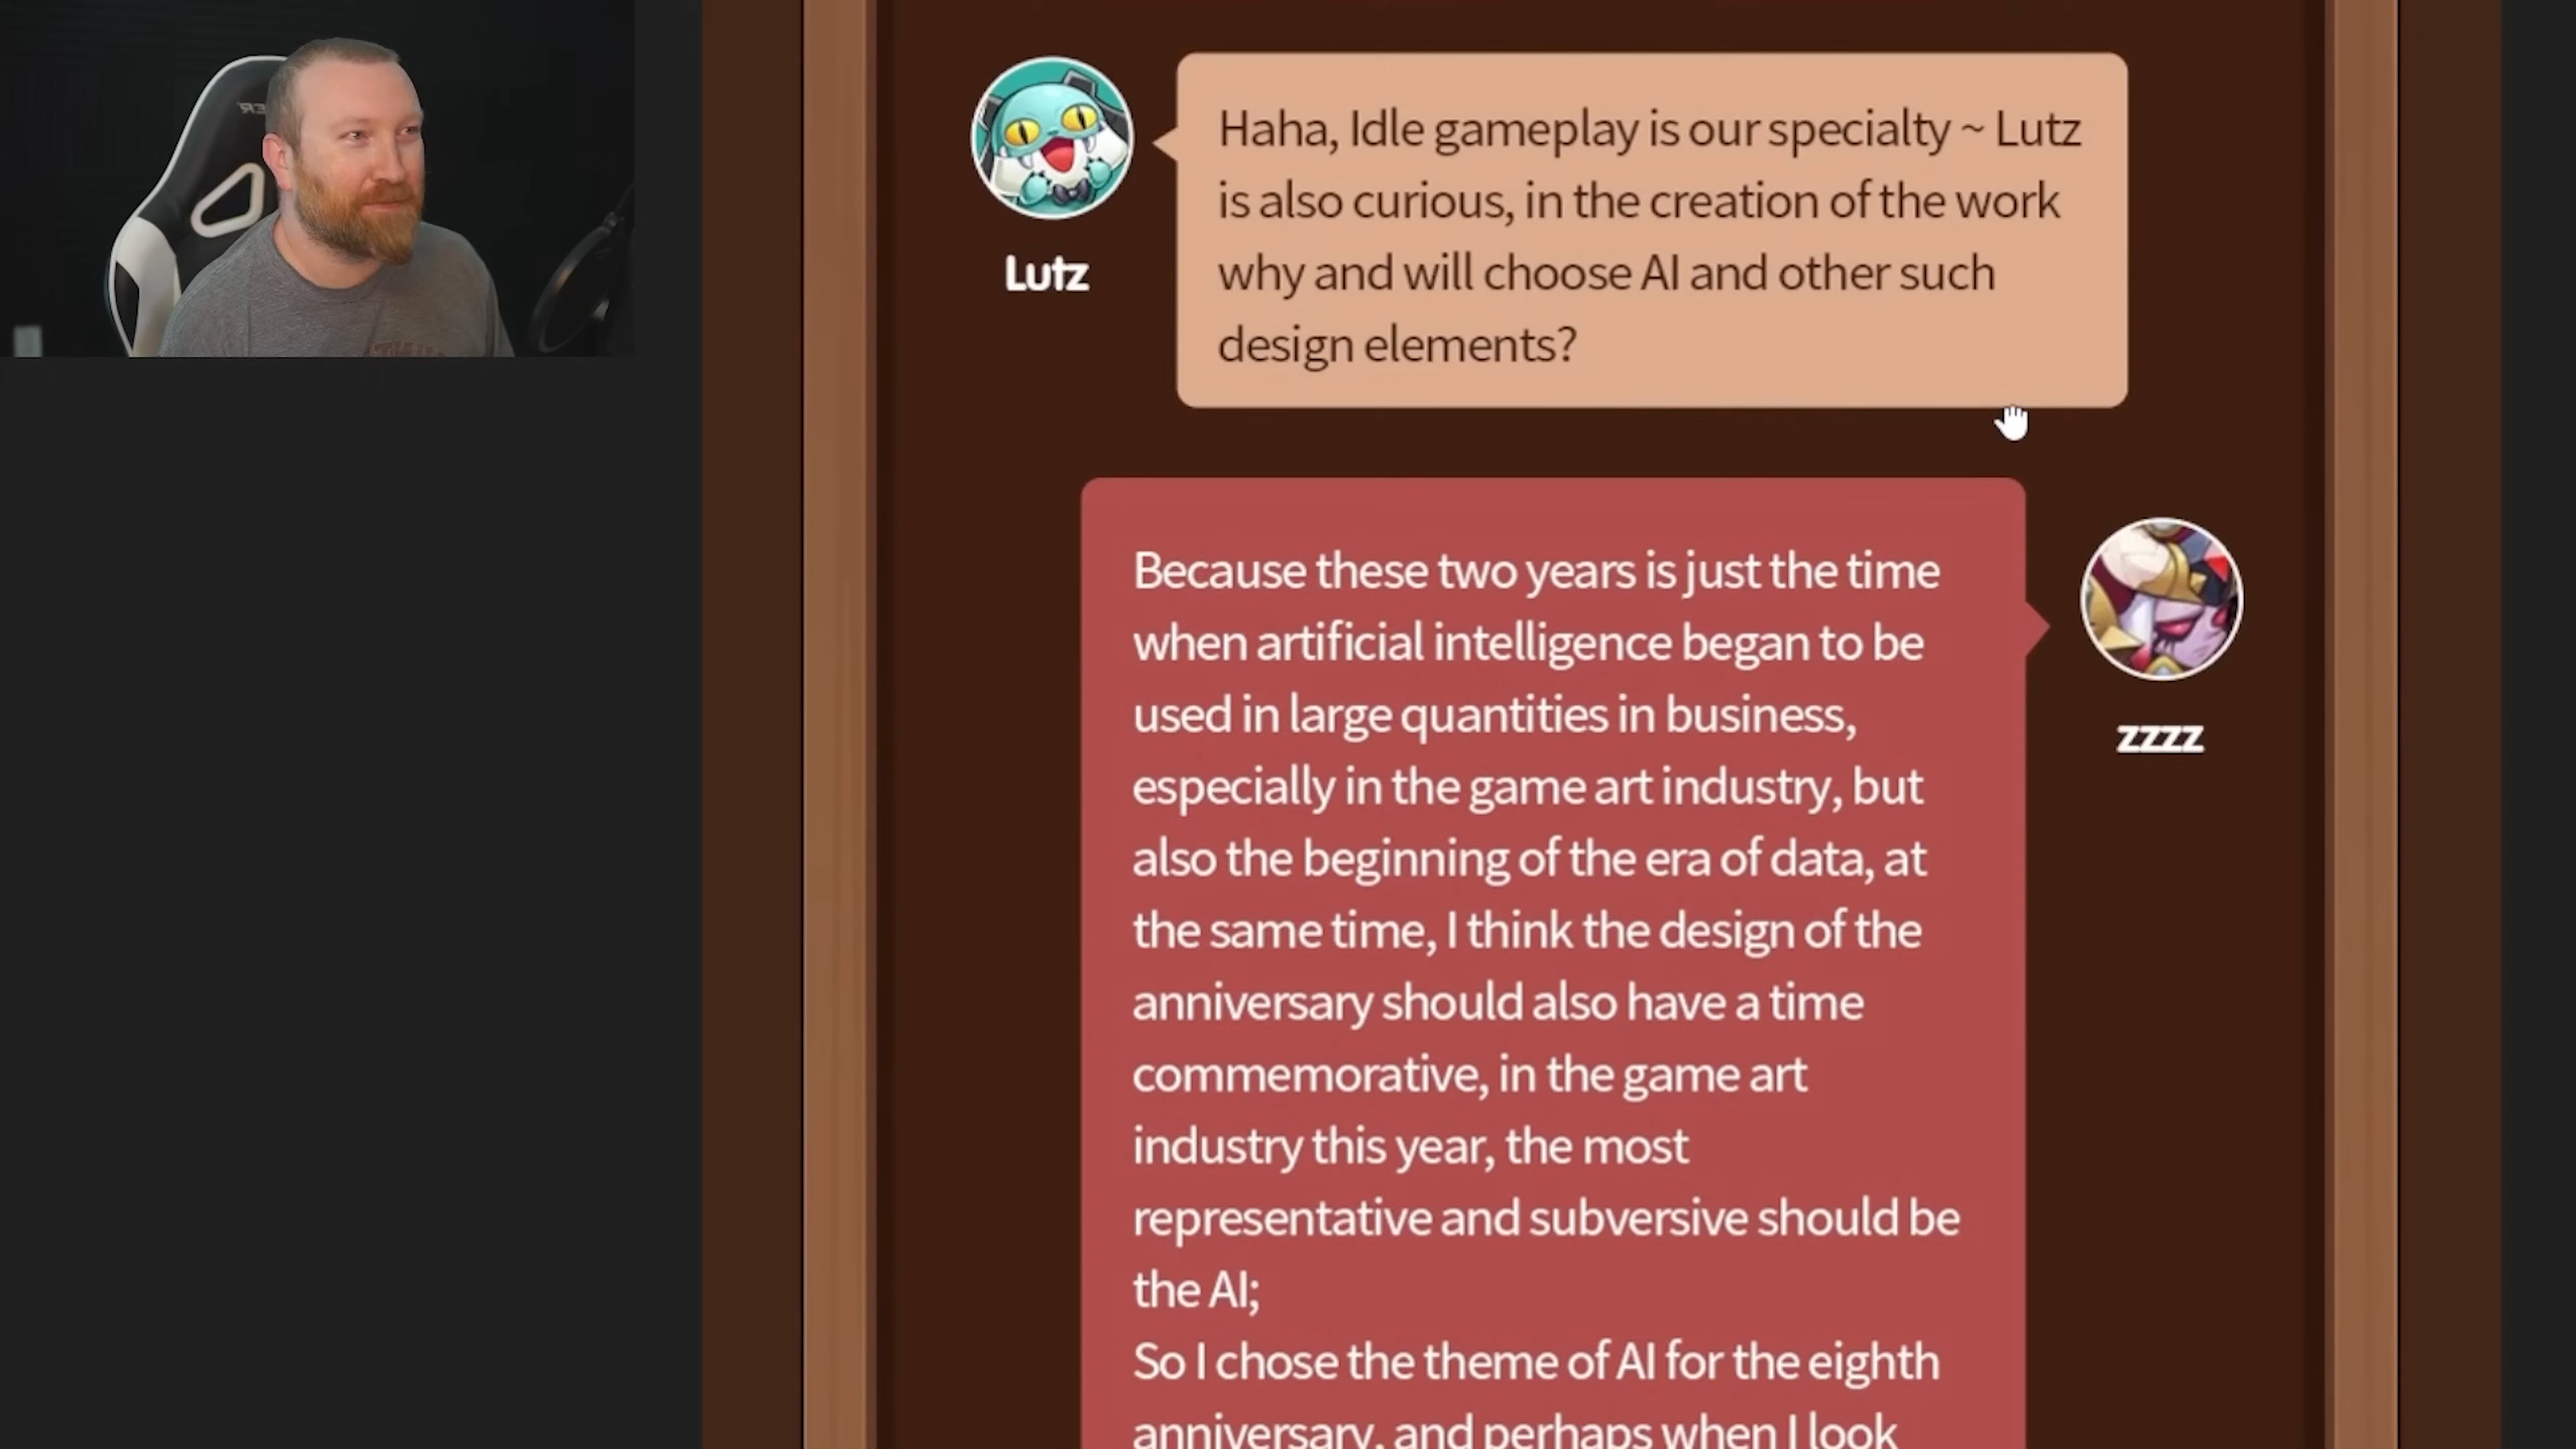 Haha, Idle gameplay is our specialty ~ Lutz
is also curious, in the creation of the work
why and will choose AI and other such
design elements?
Lutz
Because these two years is just the time
when artificial intelligence began to be
used in large quantities in business,
especially in the game art industry, but
also the beginning of the era of data, at
the same time, I think the design of the
anniversary should also have a time
commemorative, in the game art
industry this year, the most
representative and subversive should be
the AI;
So I chose the theme of AI for the eighth
anniversary, and perhaps when I look
zzzz